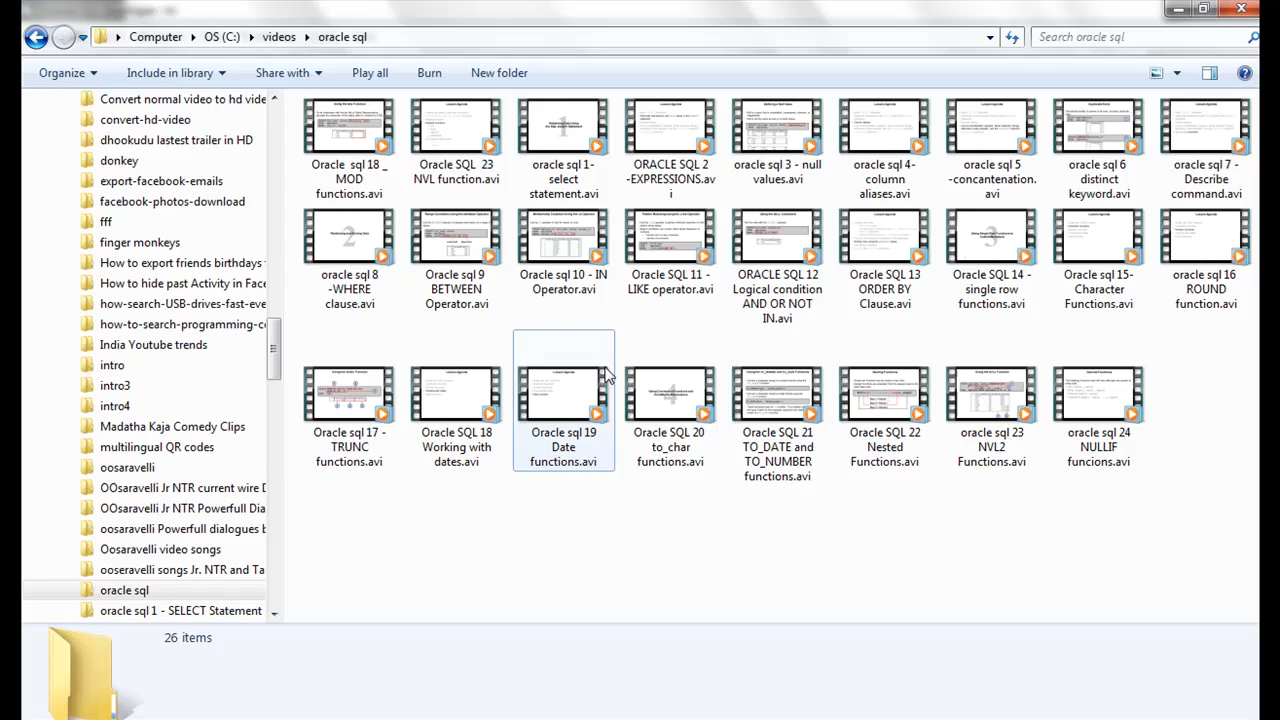 Computer OS (C:) videos oracle sql
Search oracle sql
Organize Include in library Share with Play all Burn New folder
Convert normal video to hd vide
convert-hd-video
dhookudu lastest trailer in HD
donkey
export-facebook-emails
facebook-photos-download
fff
finger monkeys
How to export friends birthdays
How to hide past Activity in Face
how-search-USB-drives-fast-eve
how-to-search-programming-c
India Youtube trends
intro
intro3
intro4
Madatha Kaja Comedy Clips
multilingual QR codes
oosaravelli
OOsaravelli Jr NTR current wire D
OOsaravelli Jr NTR Powerfull Dia
oosaravelli Powerfull dialogues b
Oosaravelli video songs
ooseravelli songs Jr. NTR and Ta
oracle sql
oracle sql 1 - SELECT Statement
Oracle sql 18 _
MOD
functions.avi
Oracle SQL 23
NVL function.avi
oracle sql 1-
select
statement.avi
ORACLE SQL 2
-EXPRESSIONS.av
i
oracle sql 3 - null
values.avi
oracle sql 4-
column
aliases.avi
oracle sql 5
-concantenation.
avi
oracle sql 6
distinct
keyword.avi
oracle sql 7 -
Describe
command.avi
oracle sql 8
-WHERE
clause.avi
oracle sql 9
BETWEEN
Operator.avi
oracle sql 10 - IN
Operator.avi
Oracle SQL 11 -
LIKE operator.avi
ORACLE SQL 12
Logical condition
AND OR NOT
IN.avi
Oracle SQL 13
ORDER BY
Clause.avi
Oracle SQL 14 -
single row
functions.avi
Oracle sql 15-
Character
Functions.avi
oracle sql 16
ROUND
function.avi
Oracle sql 17 -
TRUNC
functions.avi
Oracle SQL 18
Working with
dates.avi
Oracle sql 19
Date
functions.avi
Oracle SQL 20
to_char
functions.avi
Oracle SQL 21
TO_DATE and
TO_NUMBER
functions.avi
Oracle SQL 22
Nested
Functions.avi
oracle sql 23
NVL2
Functions.avi
oracle sql 24
NULLIF
funcions.avi
26 items